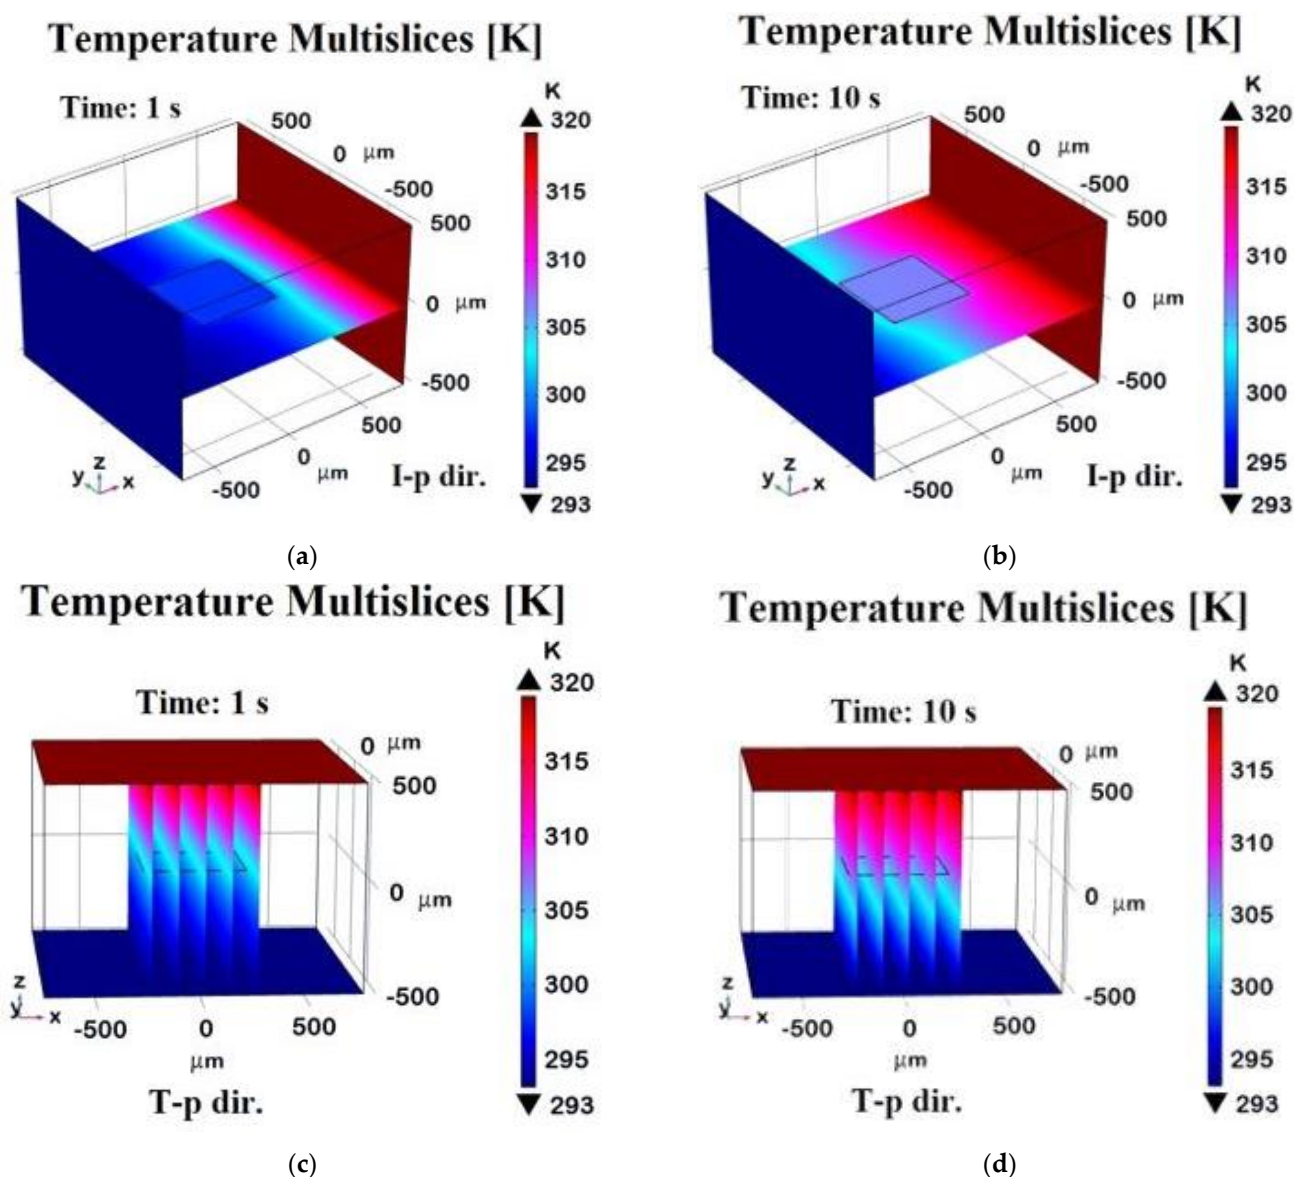 Temperature Multislices [K]
Time: 1 s
K
320
315
310
305
300
295
293
500
0 µm
-500
500
0 µm
-500
500
0 µm
-500
y z x
I-p dir.
(a)
Temperature Multislices [K]
Time: 10 s
K
320
315
310
305
300
295
293
500
0 µm
-500
500
0 µm
-500
500
0 µm
-500
y z x
I-p dir.
(b)
Temperature Multislices [K]
Time: 1 s
K
320
315
310
305
300
295
293
0 µm
500
0 µm
-500
z
y x
-500 0 500
µm
T-p dir.
(c)
Temperature Multislices [K]
Time: 10 s
K
320
315
310
305
300
295
293
0 µm
500
0 µm
-500
z
y x
-500 0 500
µm
T-p dir.
(d)